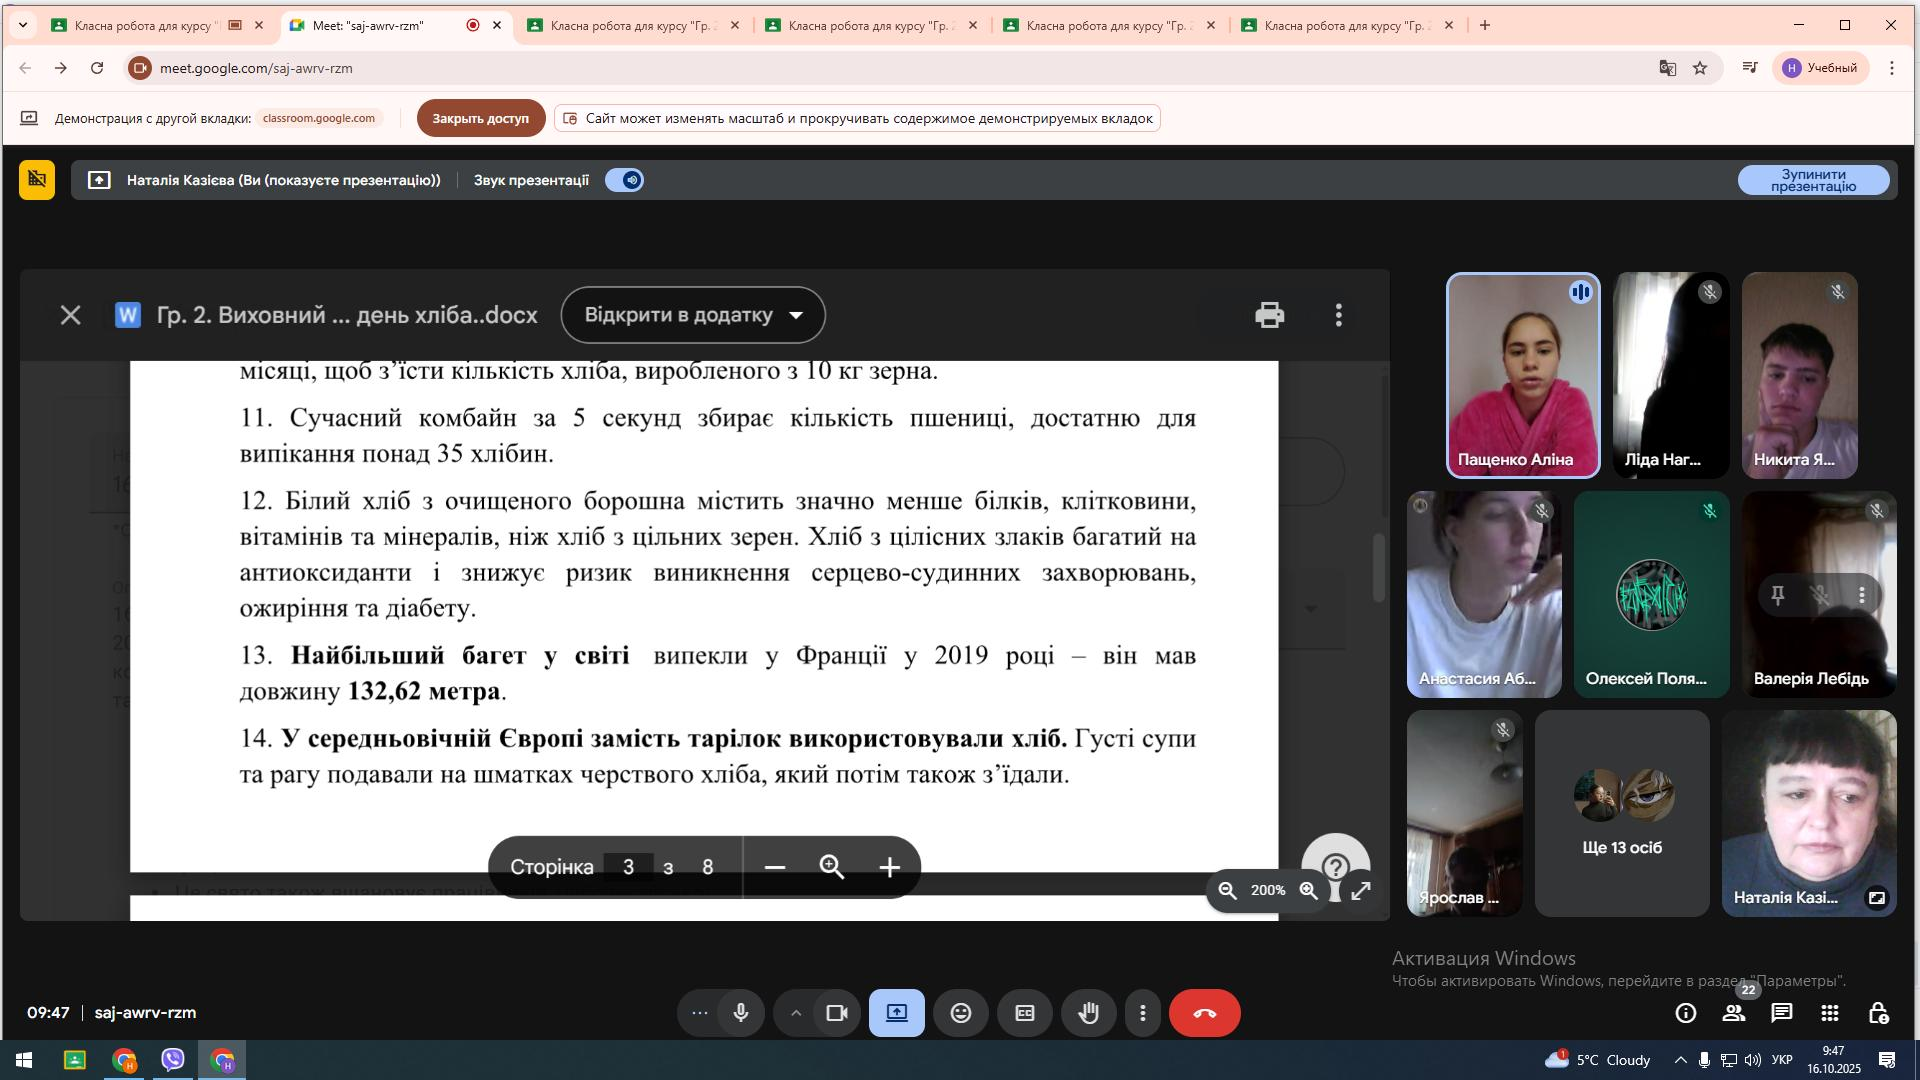 Класна робота для курсу "
Meet: "saj-awrv-rzm"
Класна робота для курсу "Гр. 2
Класна робота для курсу "Гр. 2
Класна робота для курсу "Гр. 2
Класна робота для курсу "Гр. 2
meet.google.com/saj-awrv-rzm
Н Учебный
Демонстрация с другой вкладки: classroom.google.com
Закрыть доступ
Сайт может изменять масштаб и прокручивать содержимое демонстрируемых вкладок
Наталія Казієва (Ви (показуєте презентацію))
Звук презентації
Зупинити
презентацію
W Гр. 2. Виховний ... день хліба..docx
Відкрити в додатку
місяці, щоб з’їсти кількість хліба, виробленого з 10 кг зерна.
11. Сучасний комбайн за 5 секунд збирає кількість пшениці, достатню для
випікання понад 35 хлібин.
12. Білий хліб з очищеного борошна містить значно менше білків, клітковини,
вітамінів та мінералів, ніж хліб з цільних зерен. Хліб з цілісних злаків багатий на
антиоксиданти і знижує ризик виникнення серцево-судинних захворювань,
ожиріння та діабету.
13. Найбільший багет у світі випекли у Франції у 2019 році – він мав
довжину 132,62 метра.
14. У середньовічній Європі замість тарілок використовували хліб. Густі супи
та рагу подавали на шматках черствого хліба, який потім також з’їдали.
Сторінка 3 з 8
200%
Пащенко Аліна
Ліда Наг...
Никита Я...
Анастасия Аб...
Олексей Поля...
Валерія Лебідь
Ярослав ...
Ще 13 осіб
Наталія Казі...
Активация Windows
Чтобы активировать Windows, перейдите в раздел "Параметры".
09:47 | saj-awrv-rzm
22
1
5°C Cloudy
УКР
9:47
16.10.2025